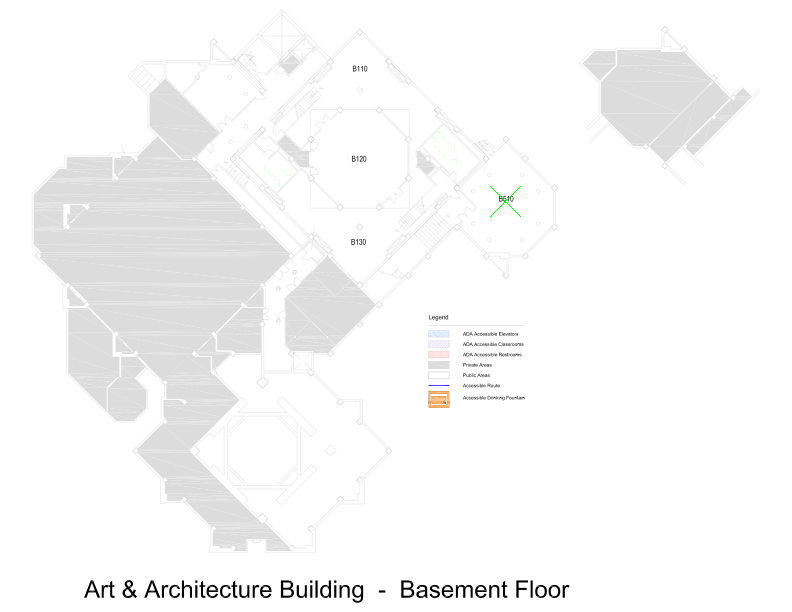 B110
B120
B610
B130
Legend
ADA Accessible Elevators
ADA Accessible Classrooms
ADA Accessible Restrooms
Private Areas
Public Areas
Accessible Route
Accessible Drinking Fountain
Art & Architecture Building - Basement Floor